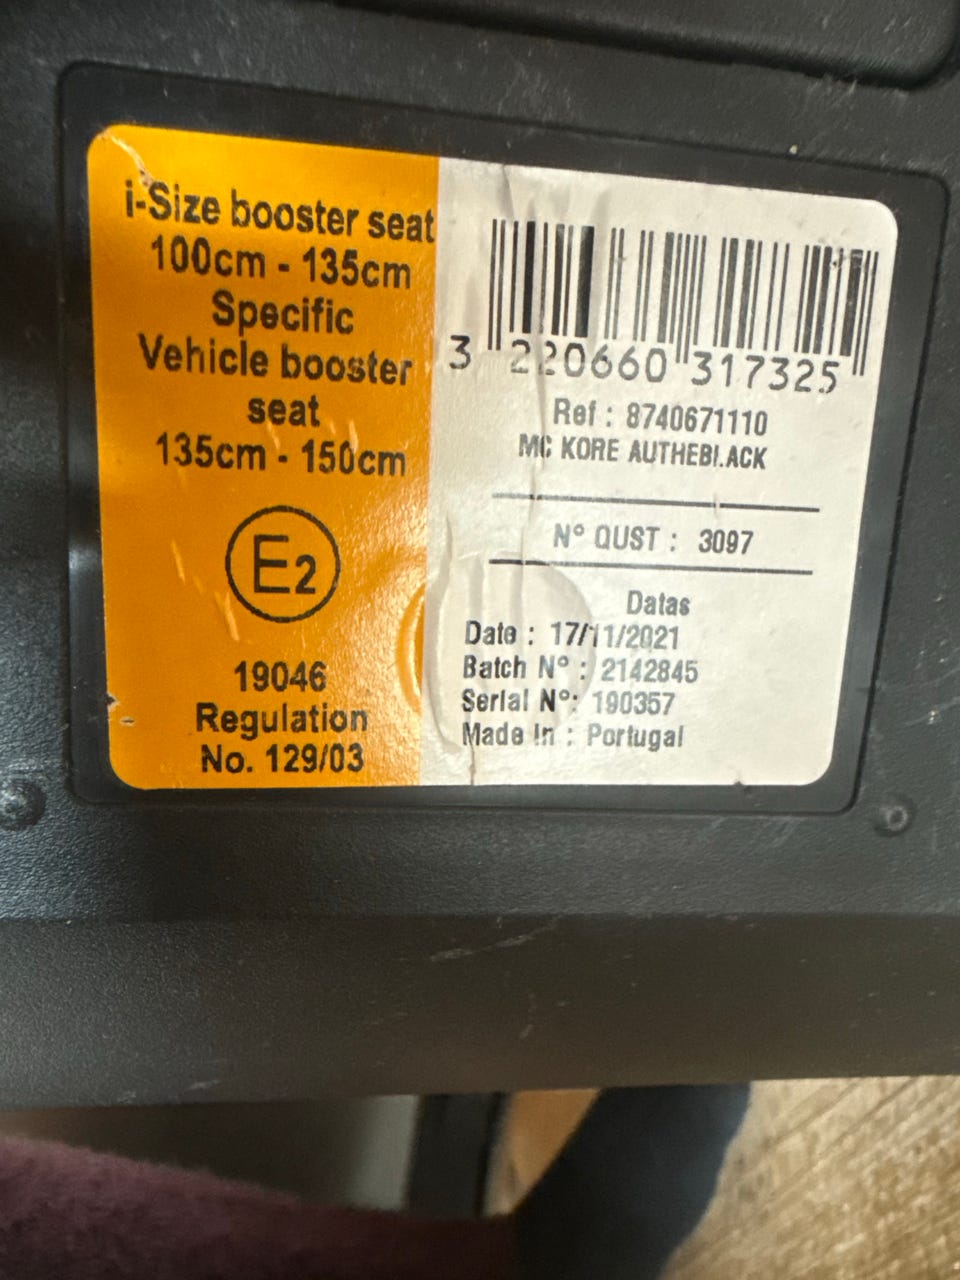 i-Size booster seat
100cm - 135cm
Specific
Vehicle booster
seat
135cm - 150cm
E2
19046
Regulation
No. 129/03
3 220660 317325
Ref : 8740671110
MC KORE AUTHEBLACK
N° QUST : 3097
Datas
Date : 17/11/2021
Batch N° : 2142845
Serial N°: 190357
Made In : Portugal